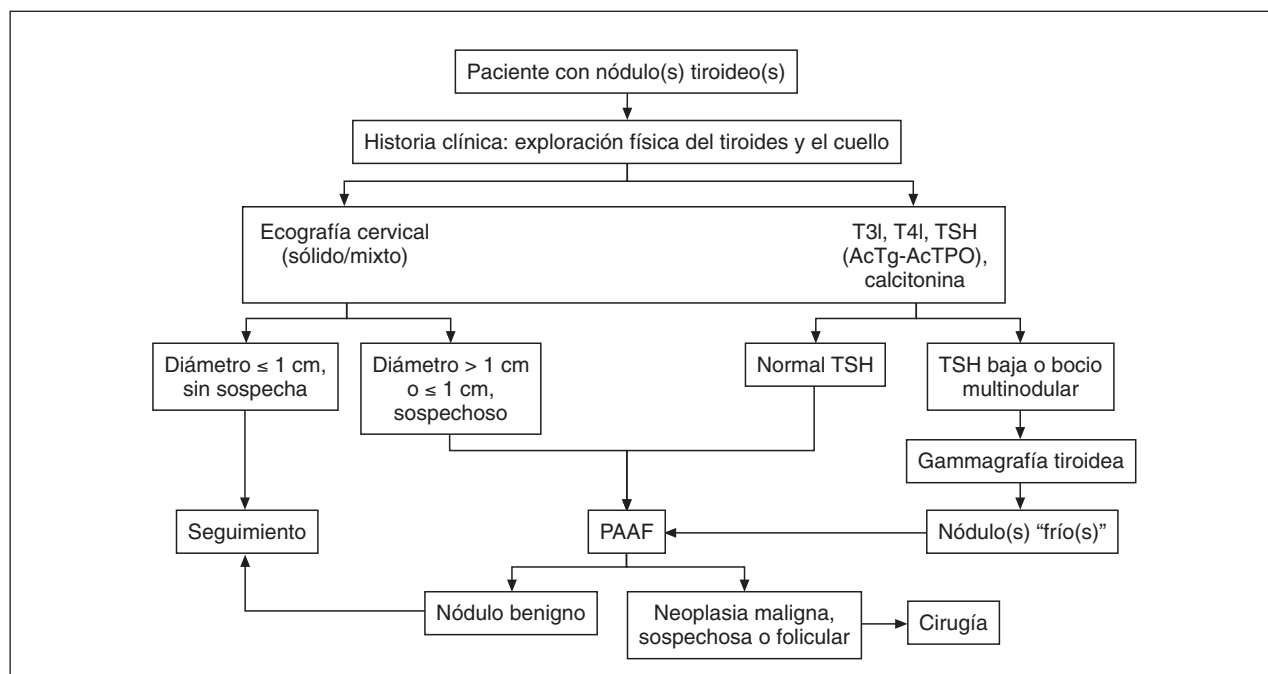 Paciente con nódulo(s) tiroideo(s)
Historia clínica: exploración física del tiroides y el cuello
Ecografía cervical
(sólido/mixto)
T3l, T4l, TSH
(AcTg-AcTPO),
calcitonina
Diámetro ≤ 1 cm,
sin sospecha
Diámetro > 1 cm
o ≤ 1 cm,
sospechoso
Normal TSH
TSH baja o bocio
multinodular
Gammagrafía tiroidea
Seguimiento
PAAF
Nódulo(s) “frío(s)”
Nódulo benigno
Neoplasia maligna,
sospechosa o folicular
Cirugía